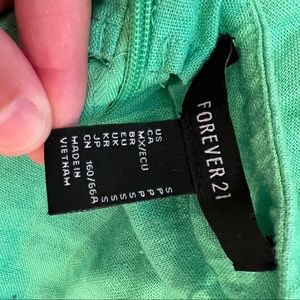 FOREVER 21
US S
CA P
MX/ECU P
BR P
EU S
UK S
KR S
JP S
CN 160/66A
MADE IN
VIETNAM